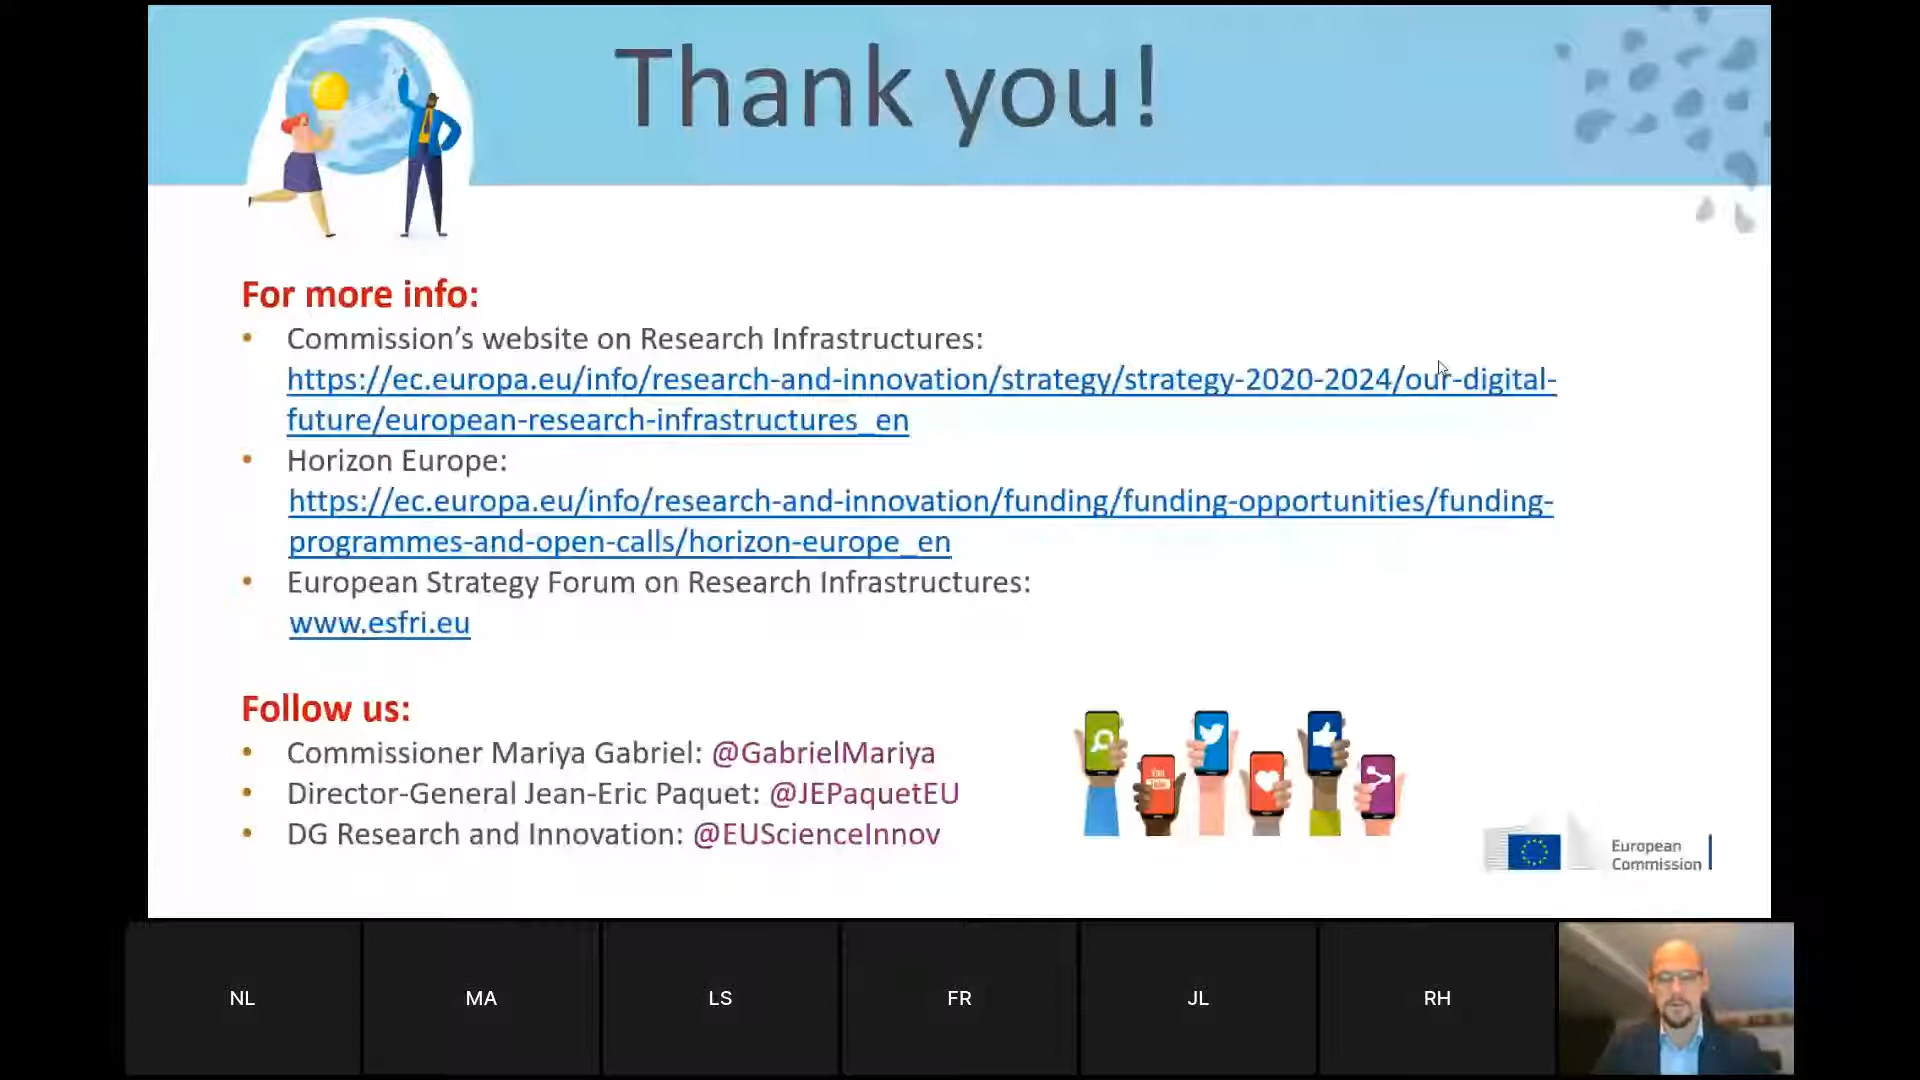 Thank you!
For more info:
• Commission's website on Research Infrastructures:
https://ec.europa.eu/info/research-and-innovation/strategy/strategy-2020-2024/our-digital-
future/european-research-infrastructures_en
• Horizon Europe:
https://ec.europa.eu/info/research-and-innovation/funding/funding-opportunities/funding-
programmes-and-open-calls/horizon-europe_en
• European Strategy Forum on Research Infrastructures:
www.esfri.eu
Follow us:
• Commissioner Mariya Gabriel: @GabrielMariya
• Director-General Jean-Eric Paquet: @JEPaquetEU
• DG Research and Innovation: @EUScienceInnov
You
Tube
European
Commission
NL
MA
LS
FR
JL
RH